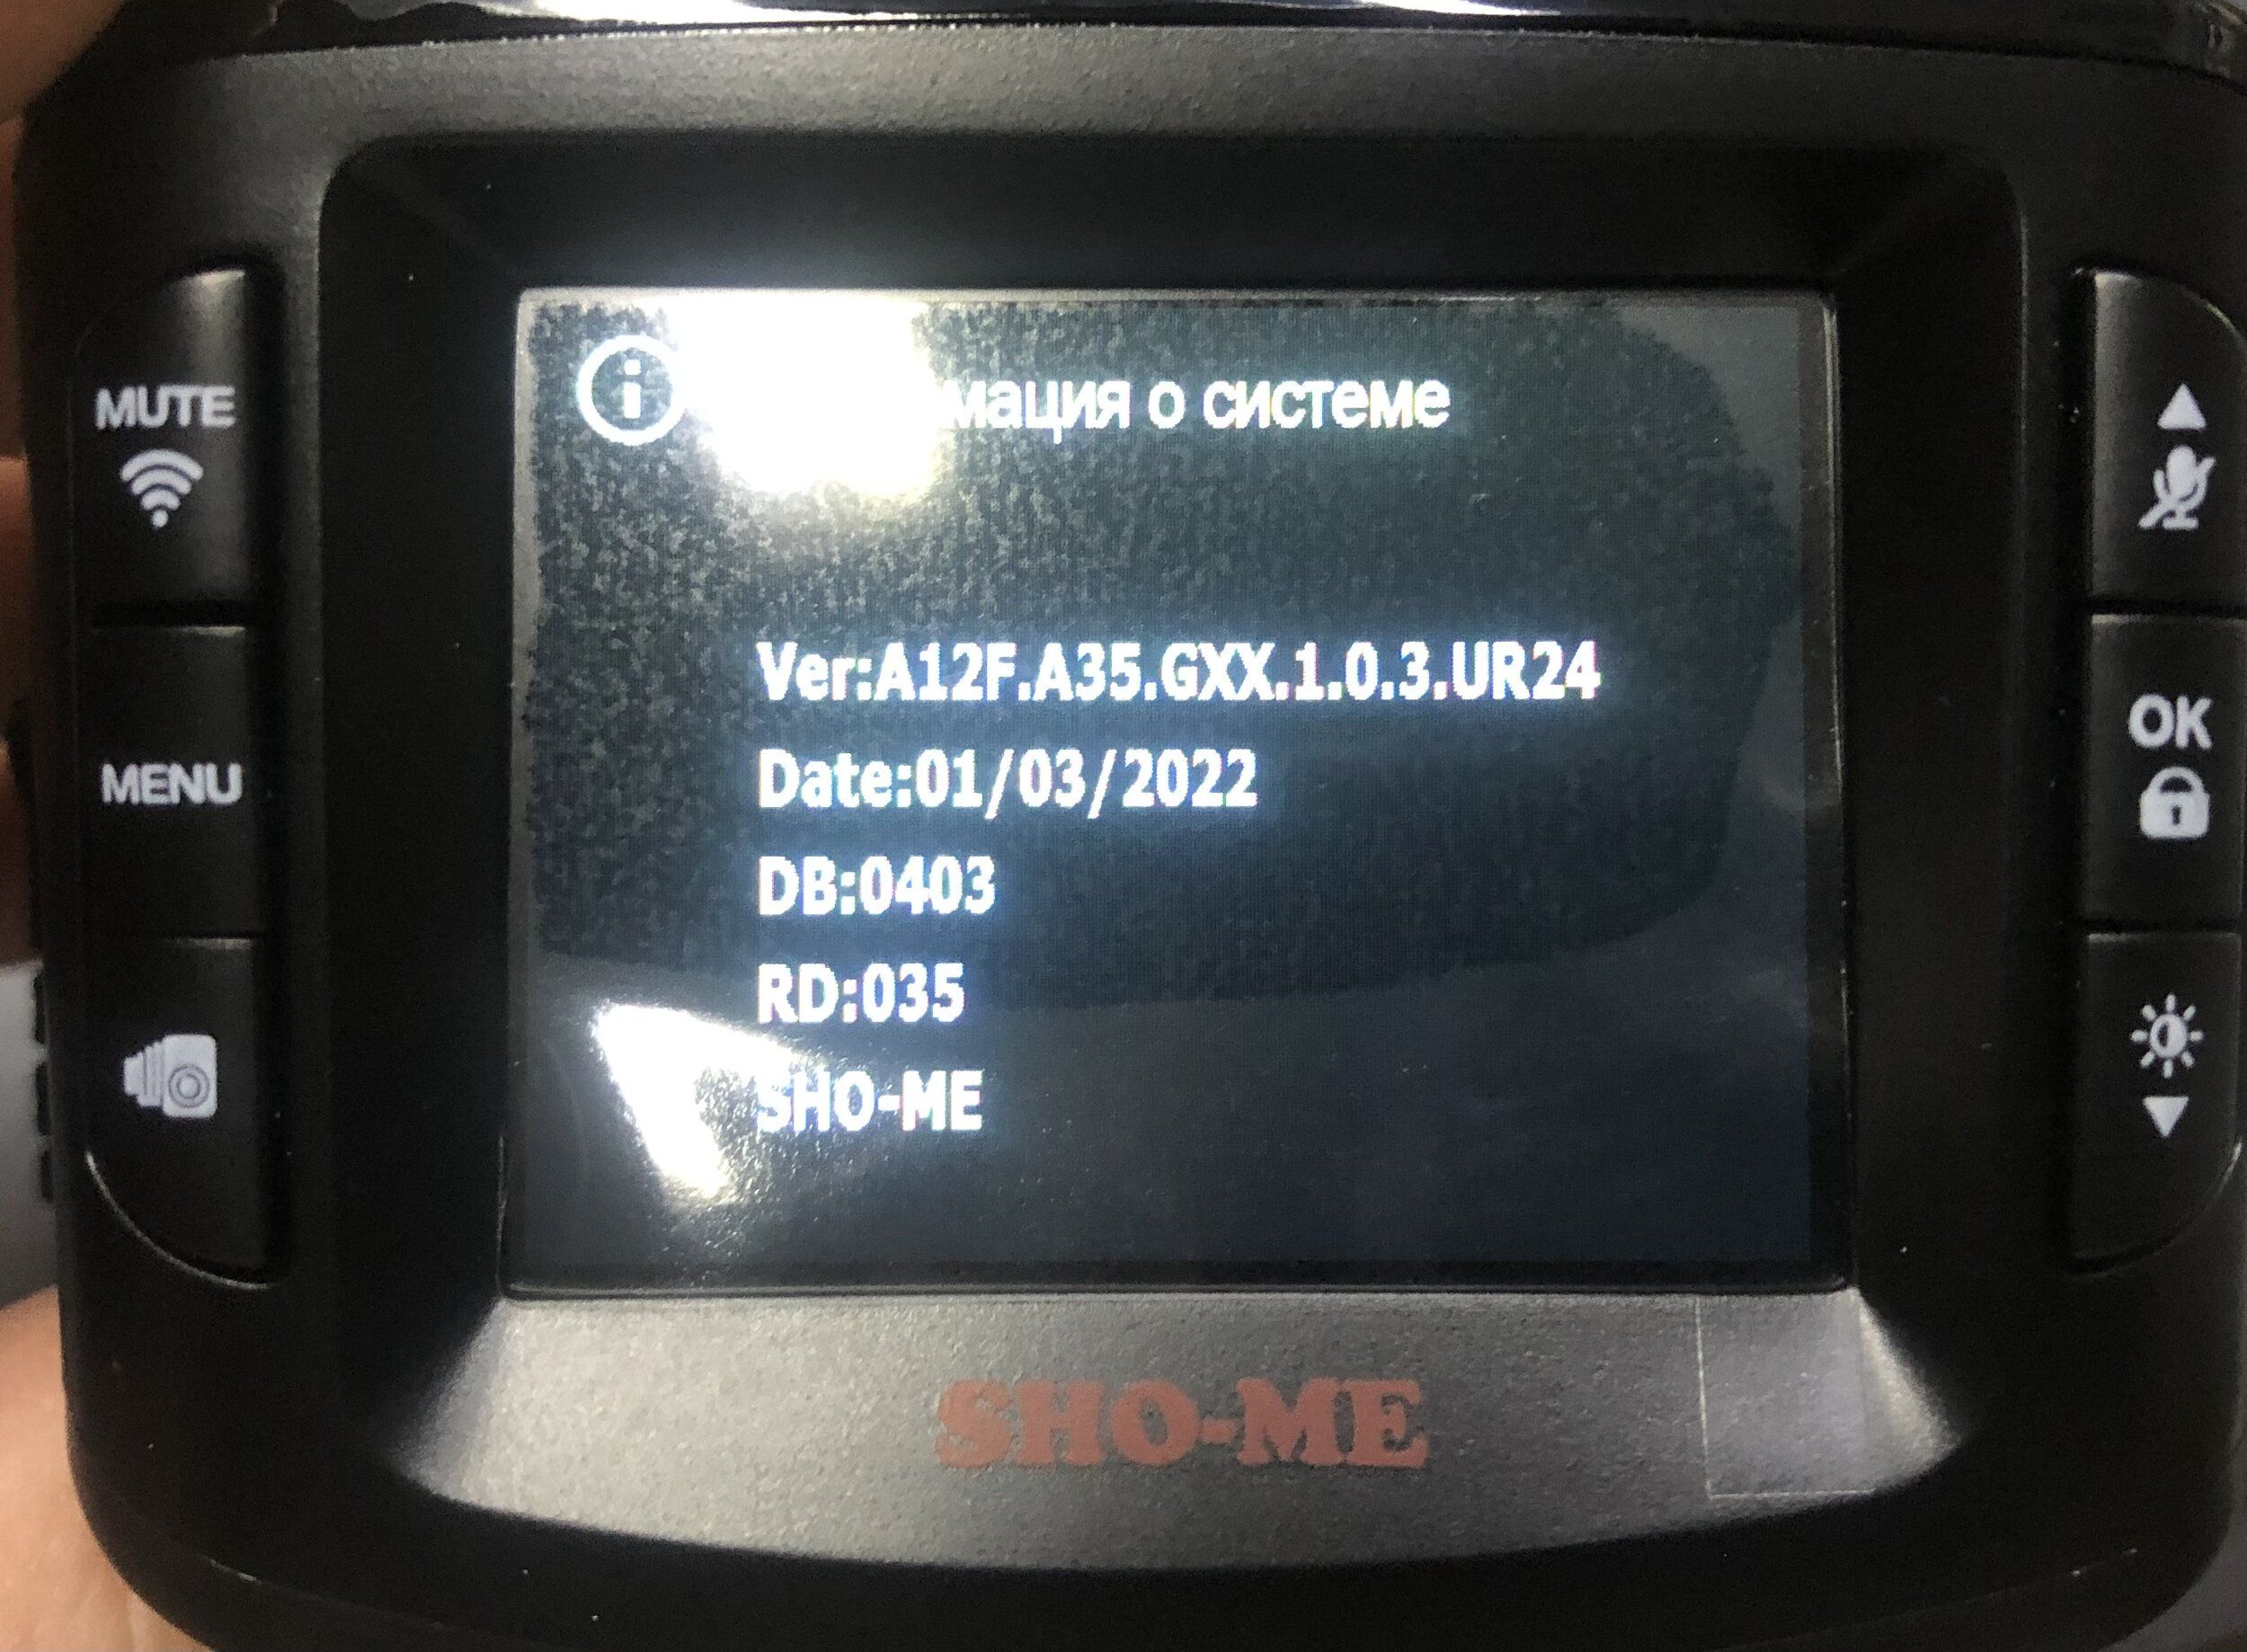 MUTE
MENU
о системе
Ver:A12F.A35.GXX.1.0.3.UR24
Date:01/03/2022
DB:0403
RD:035
SHO-ME
OK
SHO-ME